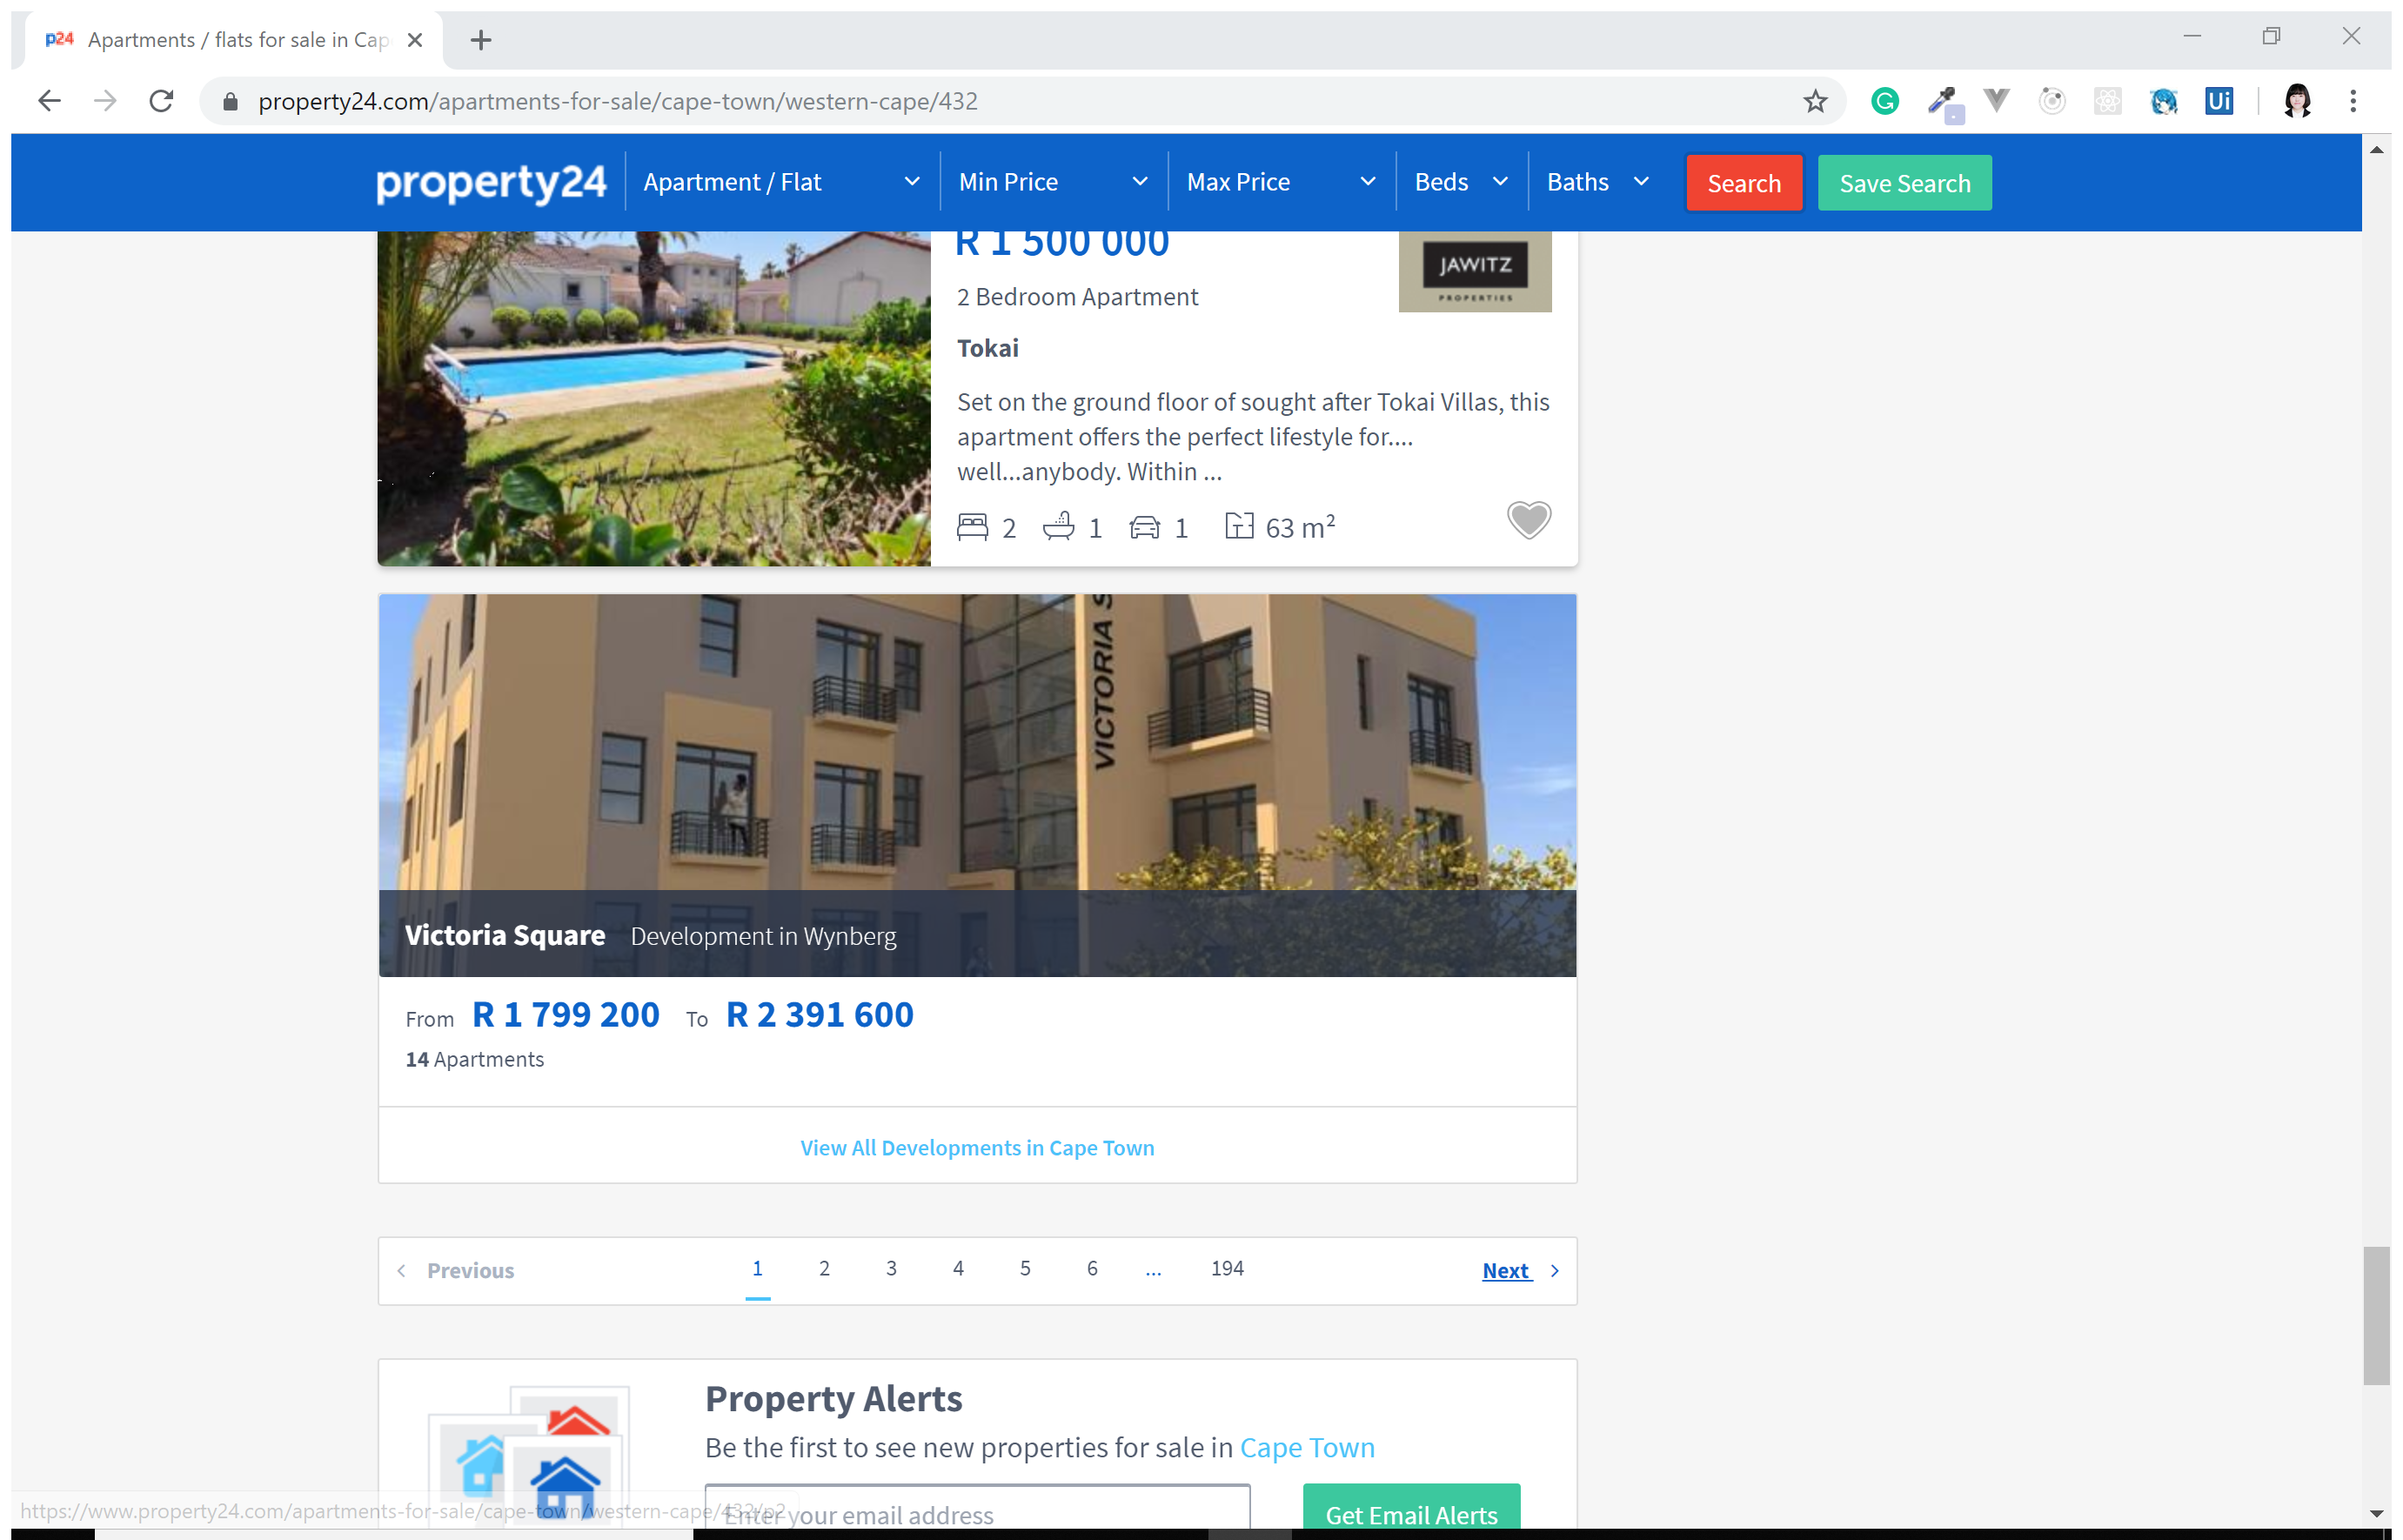 p24 Apartments / flats for sale in Cap
property24.com/apartments-for-sale/cape-town/western-cape/432
G
Ui
property24 Apartment / Flat Min Price Max Price Beds Baths Search Save Search
R 1 500 000
JAWITZ
PROPERTIES
2 Bedroom Apartment
Tokai
Set on the ground floor of sought after Tokai Villas, this
apartment offers the perfect lifestyle for....
well...anybody. Within ...
2 1 1 63 m²
VICTORIA S
Victoria Square Development in Wynberg
From R 1 799 200 To R 2 391 600
14 Apartments
View All Developments in Cape Town
Previous 1 2 3 4 5 6 ... 194 Next
Property Alerts
Be the first to see new properties for sale in Cape Town
Enter your email address
Get Email Alerts
https://www.property24.com/apartments-for-sale/cape-town/western-cape/432/p2